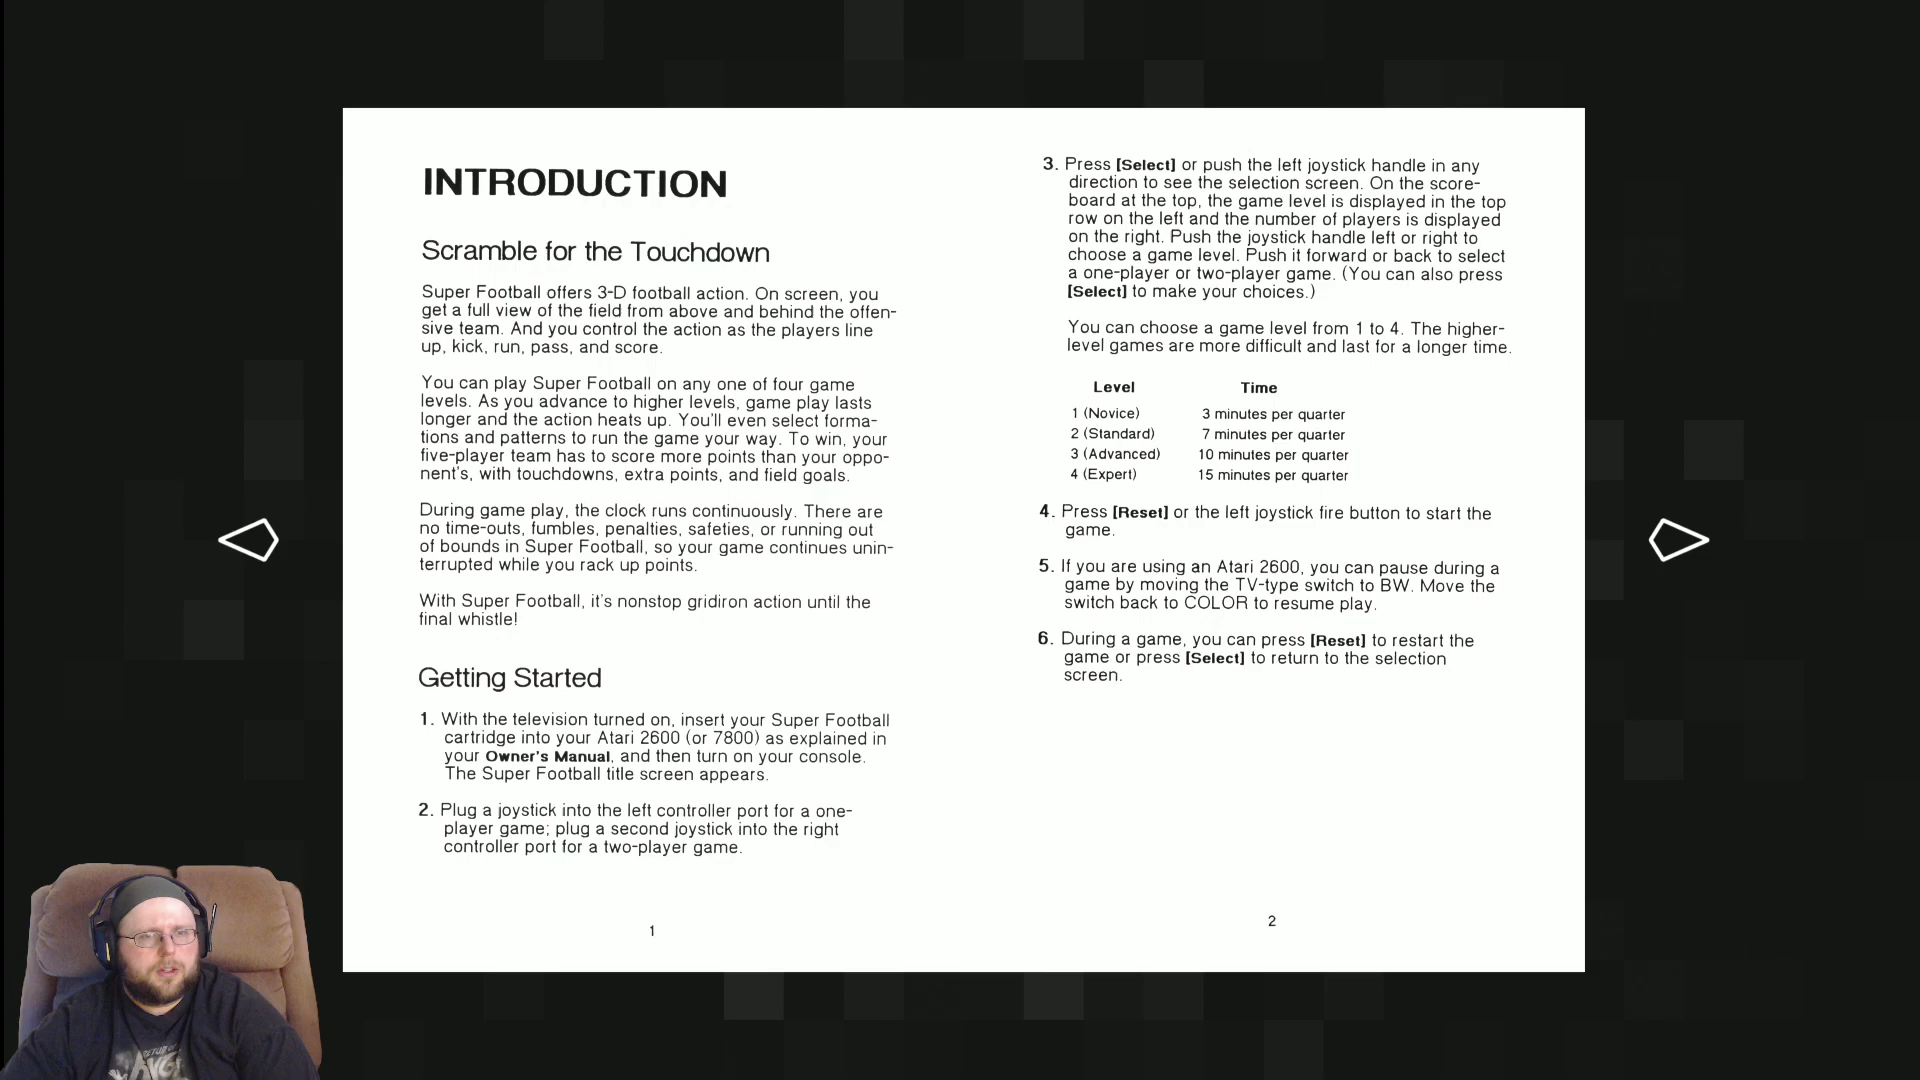 INTRODUCTION
Scramble for the Touchdown
Super Football offers 3-D football action. On screen, you
get a full view of the field from above and behind the offen-
sive team. And you control the action as the players line
up, kick, run, pass, and score.
You can play Super Football on any one of four game
levels. As you advance to higher levels, game play lasts
longer and the action heats up. You'll even select forma-
tions and patterns to run the game your way. To win, your
five-player team has to score more points than your oppo-
nent's, with touchdowns, extra points, and field goals.
During game play, the clock runs continuously. There are
no time-outs, fumbles, penalties, safeties, or running out
of bounds in Super Football, so your game continues unin-
terrupted while you rack up points.
With Super Football, it's nonstop gridiron action until the
final whistle!
Getting Started
1. With the television turned on, insert your Super Football
cartridge into your Atari 2600 (or 7800) as explained in
your Owner's Manual, and then turn on your console.
The Super Football title screen appears.
2. Plug a joystick into the left controller port for a one-
player game; plug a second joystick into the right
controller port for a two-player game.
1
3. Press [Select] or push the left joystick handle in any
direction to see the selection screen. On the score-
board at the top, the game level is displayed in the top
row on the left and the number of players is displayed
on the right. Push the joystick handle left or right to
choose a game level. Push it forward or back to select
a one-player or two-player game. (You can also press
[Select] to make your choices.)
You can choose a game level from 1 to 4. The higher-
level games are more difficult and last for a longer time.
Level Time
1 (Novice) 3 minutes per quarter
2 (Standard) 7 minutes per quarter
3 (Advanced) 10 minutes per quarter
4 (Expert) 15 minutes per quarter
4. Press [Reset] or the left joystick fire button to start the
game.
5. If you are using an Atari 2600, you can pause during a
game by moving the TV-type switch to BW. Move the
switch back to COLOR to resume play.
6. During a game, you can press [Reset] to restart the
game or press [Select] to return to the selection
screen.
2